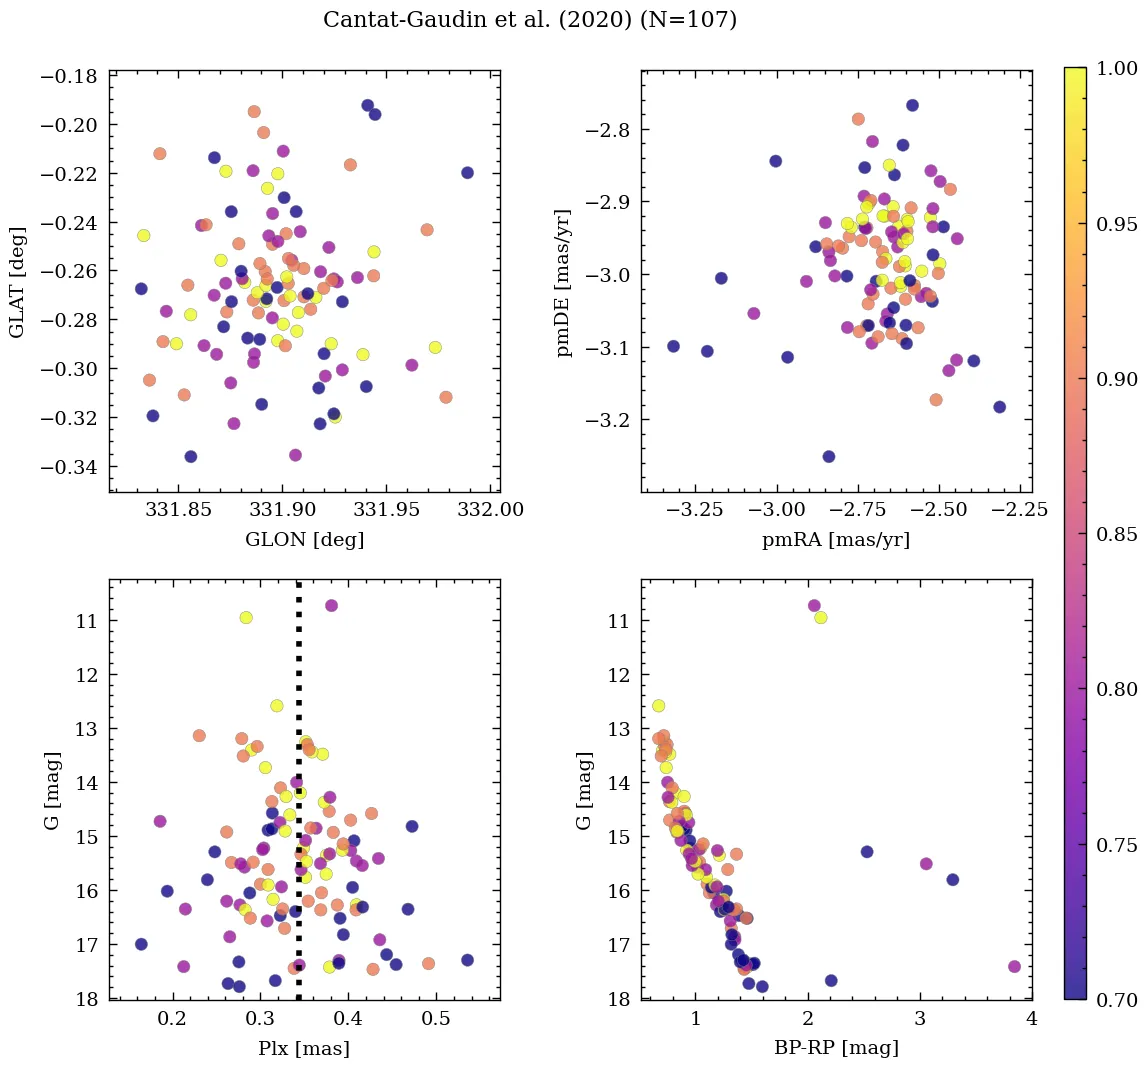 Cantat-Gaudin et al. (2020) (N=107)
−0.18
−0.20
−0.22
−0.24
−0.26
−0.28
−0.30
−0.32
−0.34
GLAT [deg]
331.85 331.90 331.95 332.00
GLON [deg]
−2.8
−2.9
−3.0
−3.1
−3.2
pmDE [mas/yr]
−3.25 −3.00 −2.75 −2.50 −2.25
pmRA [mas/yr]
11
12
13
14
15
16
17
18
G [mag]
0.2 0.3 0.4 0.5
Plx [mas]
11
12
13
14
15
16
17
18
G [mag]
1 2 3 4
BP-RP [mag]
1.00
0.95
0.90
0.85
0.80
0.75
0.70